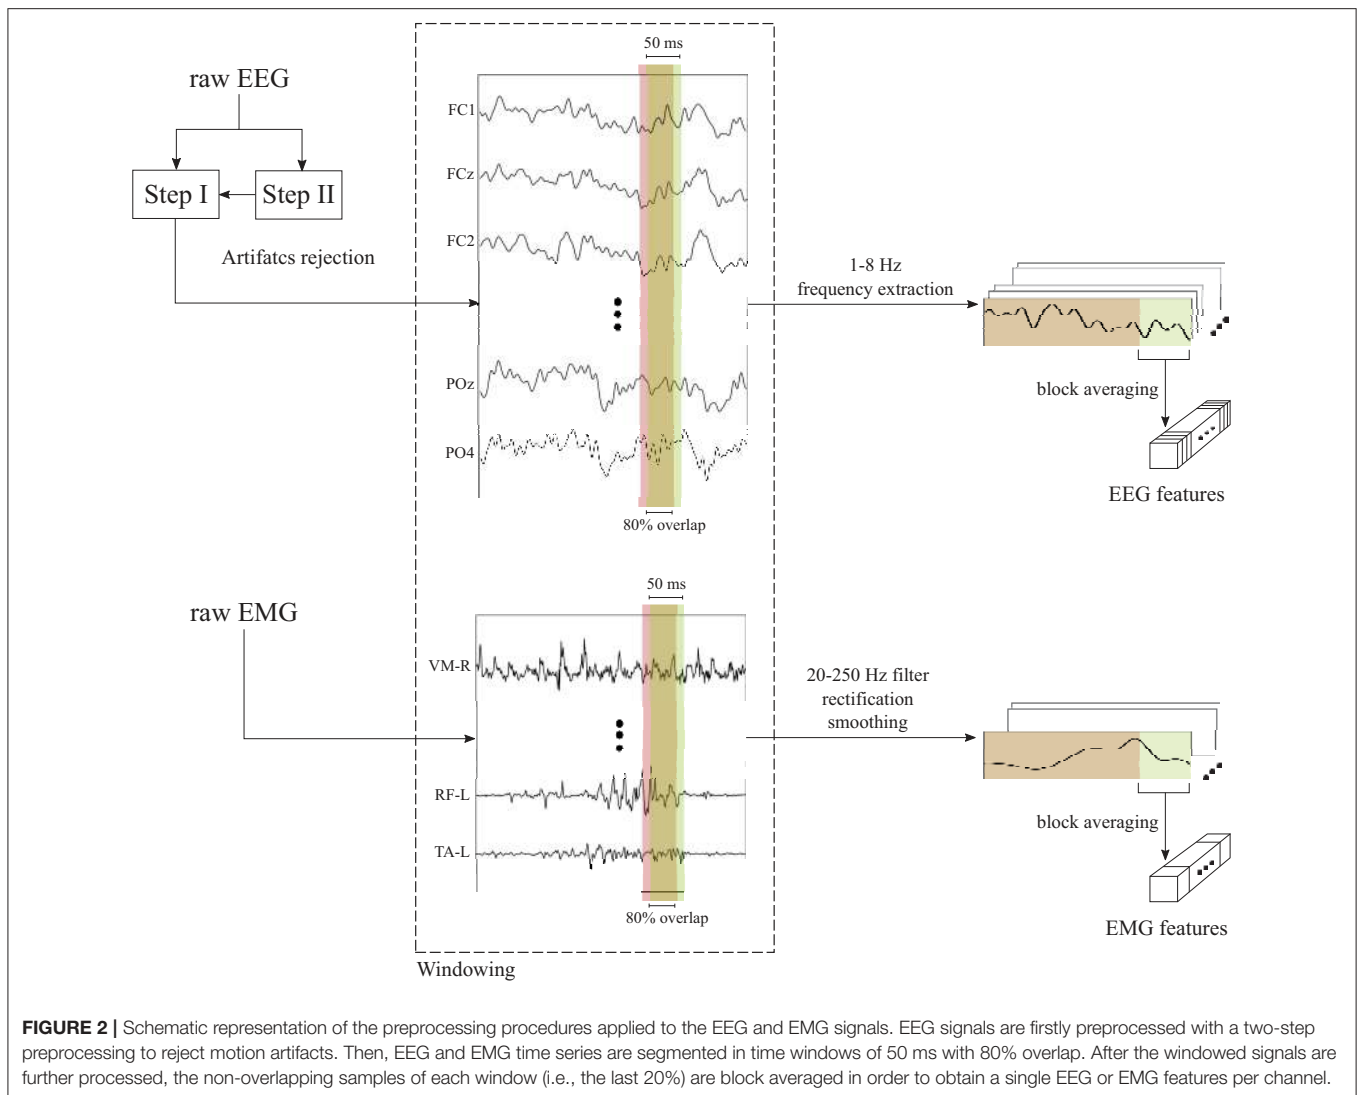 50 ms
raw EEG
FC1
FCz
Step I
Step II
FC2
Artifatcs rejection
1-8 Hz
frequency extraction
POz
block averaging
PO4
EEG features
80% overlap
50 ms
raw EMG
VM-R
20-250 Hz filter
rectification
smoothing
RF-L
block averaging
TA-L
80% overlap
EMG features
Windowing
FIGURE 2 | Schematic representation of the preprocessing procedures applied to the EEG and EMG signals. EEG signals are firstly preprocessed with a two-step
preprocessing to reject motion artifacts. Then, EEG and EMG time series are segmented in time windows of 50 ms with 80% overlap. After the windowed signals are
further processed, the non-overlapping samples of each window (i.e., the last 20%) are block averaged in order to obtain a single EEG or EMG features per channel.